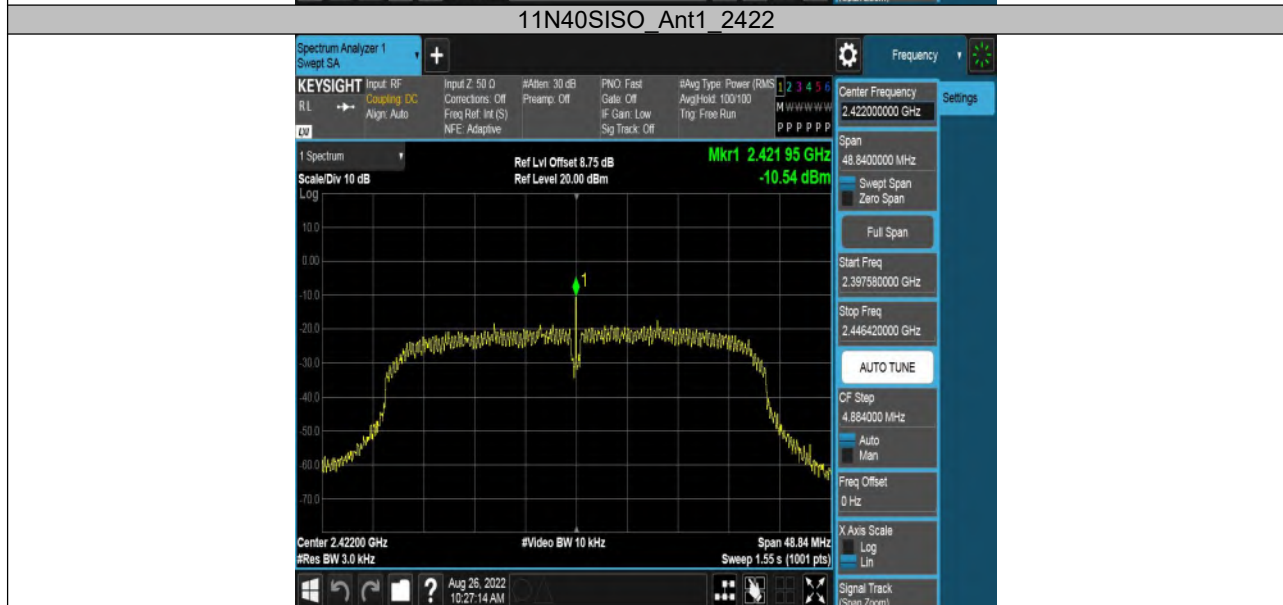 11N40SISO_Ant1_2422
Spectrum Analyzer 1
Swept SA
+
Frequency
KEYSIGHT
Input: RF
Input Z: 50 Ω
#Atten: 30 dB
PNO: Fast
#Avg Type: Power (RMS
1 2 3 4 5 6
R L
Coupling: DC
Corrections: Off
Preamp: Off
Gate: Off
Avg|Hold: 100/100
M W W W W W
Align: Auto
Freq Ref: Int (S)
IF Gain: Low
Trig: Free Run
NFE: Adaptive
Sig Track: Off
P P P P P P
Center Frequency
2.422000000 GHz
Settings
Span
48.8400000 MHz
Swept Span
Zero Span
Full Span
Start Freq
2.397580000 GHz
Stop Freq
2.446420000 GHz
AUTO TUNE
CF Step
4.884000 MHz
Auto
Man
Freq Offset
0 Hz
X Axis Scale
Log
Lin
Signal Track
(Span Zoom)
1 Spectrum
Ref Lvl Offset 8.75 dB
Mkr1 2.421 95 GHz
Scale/Div 10 dB
Ref Level 20.00 dBm
-10.54 dBm
Log
10.0
0.00
-10.0
-20.0
-30.0
-40.0
-50.0
-60.0
-70.0
1
Center 2.42200 GHz
#Video BW 10 kHz
Span 48.84 MHz
#Res BW 3.0 kHz
Sweep 1.55 s (1001 pts)
?
Aug 26, 2022
10:27:14 AM